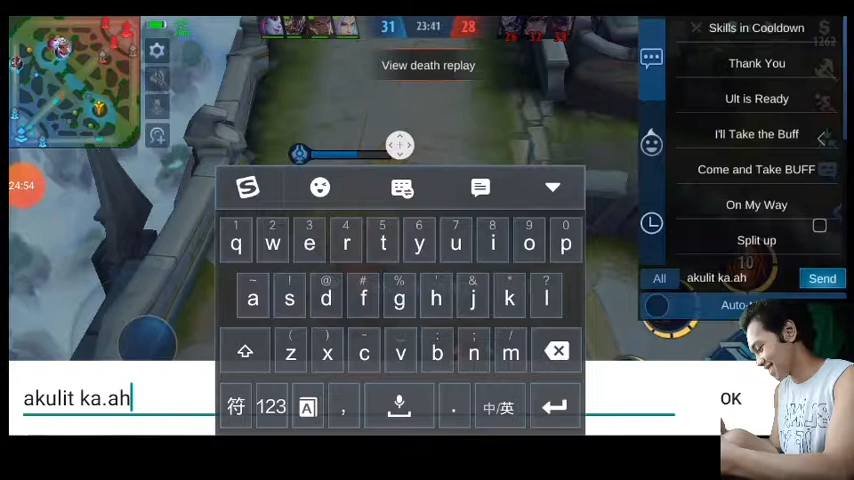 31 23:41 28
View death replay
24:54
Skills in Cooldown
1262
Thank You
Ult is Ready
I'll Take the Buff
Come and Take BUFF
On My Way
Split up
10
All akulit ka.ah Send
1 2 3 4 5 6 7 8 9 0
q w e r t y u i o p
~ ! @ # % ' & * ?
a s d f g h j k l
( ) - _ : ; /
z x c v b n m
符 123 A , . 中/英
akulit ka.ah OK